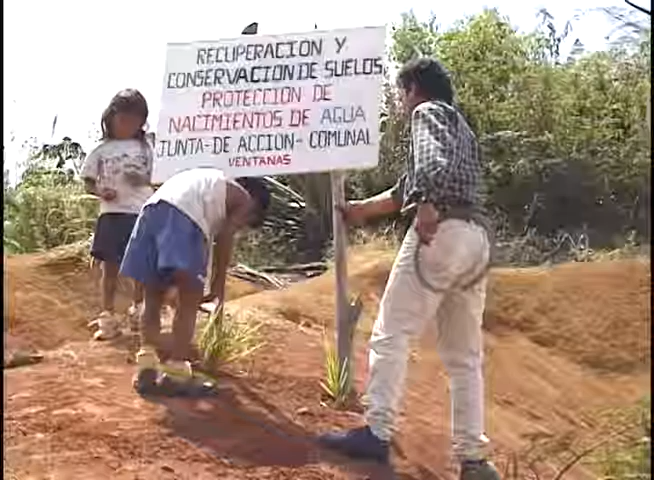 RECUPERACION Y
CONSERVACION DE SUELOS
PROTECCION DE
NACIMIENTOS DE AGUA
JUNTA-DE ACCION-COMUNAL
VENTANAS